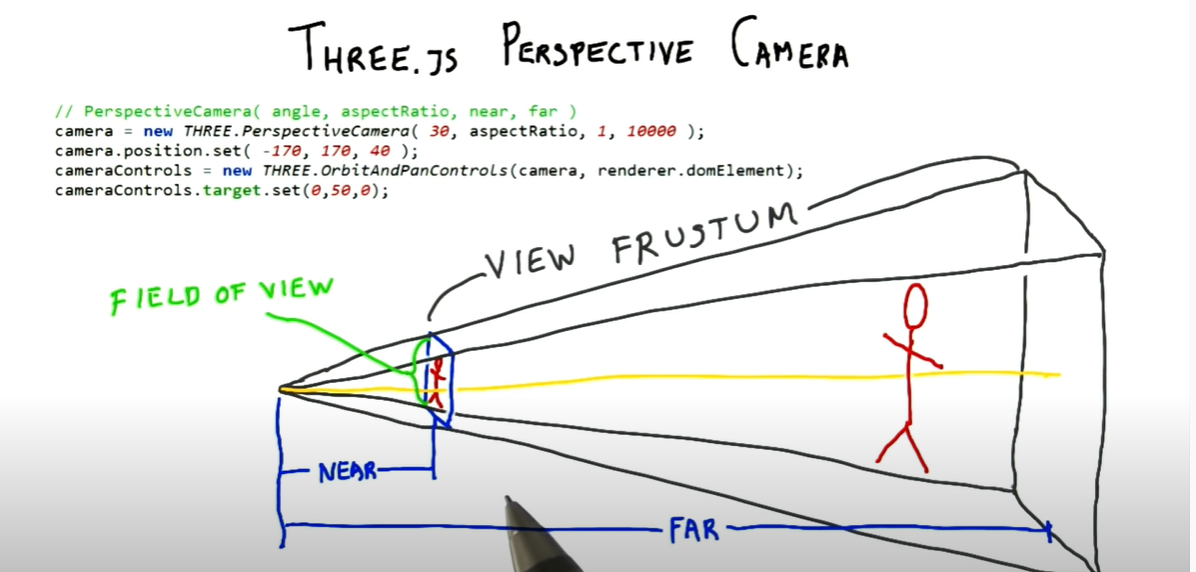 THREE.JS PERSPECTIVE CAMERA
// PerspectiveCamera( angle, aspectRatio, near, far )
camera = new THREE.PerspectiveCamera( 30, aspectRatio, 1, 10000 );
camera.position.set( -170, 170, 40 );
cameraControls = new THREE.OrbitAndPanControls(camera, renderer.domElement);
cameraControls.target.set(0,50,0);
VIEW FRUSTUM
FIELD OF VIEW
NEAR
FAR